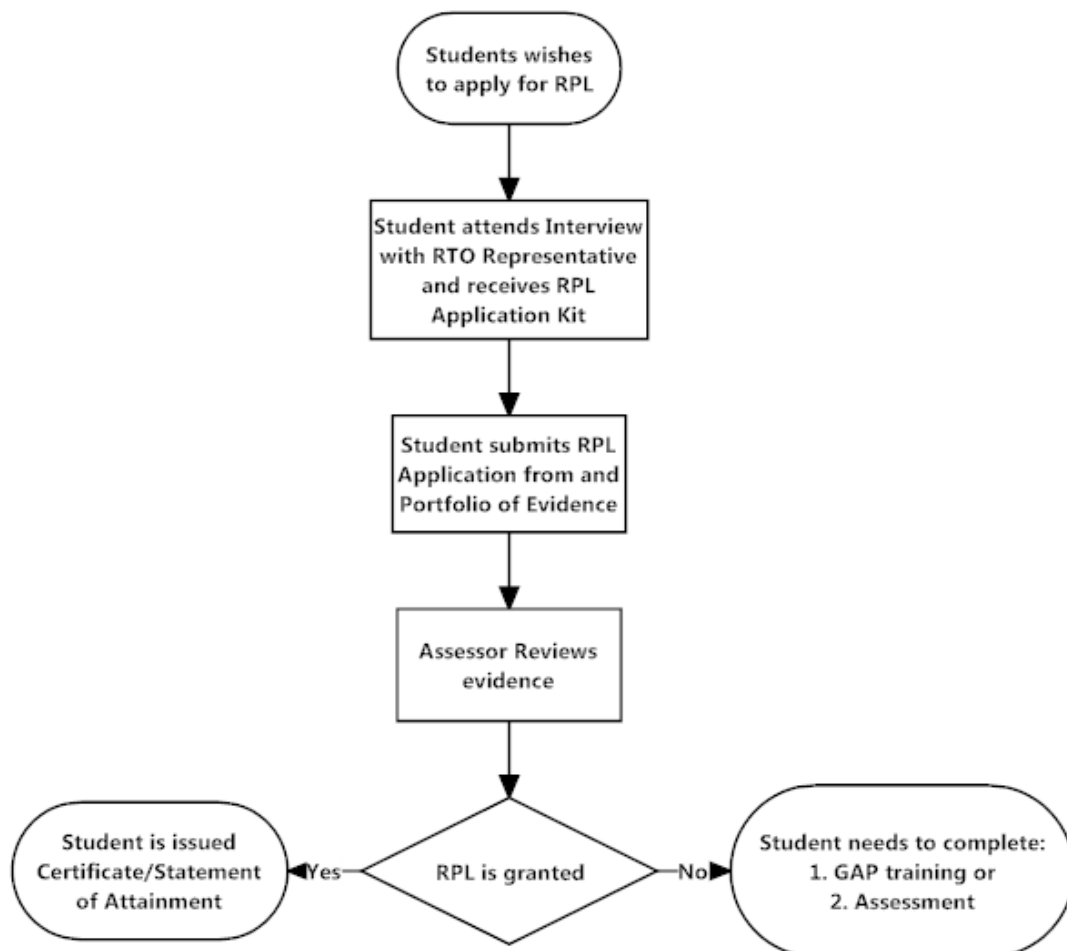 Students wishes
to apply for RPL
Student attends Interview
with RTO Representative
and receives RPL
Application Kit
Student submits RPL
Application from and
Portfolio of Evidence
Assessor Reviews
evidence
Student is issued
Certificate/Statement
of Attainment
Yes
RPL is granted
No
Student needs to complete:
1. GAP training or
2. Assessment